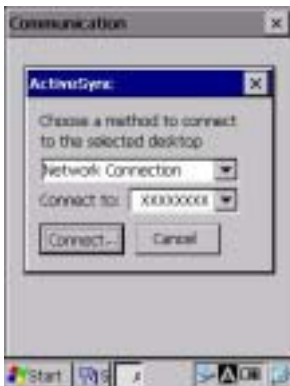 Communication
ActiveSync
Choose a method to connect
to the selected desktop
Network Connection
Connect to: XXXXXXXX
Connect... Cancel
Start S
A